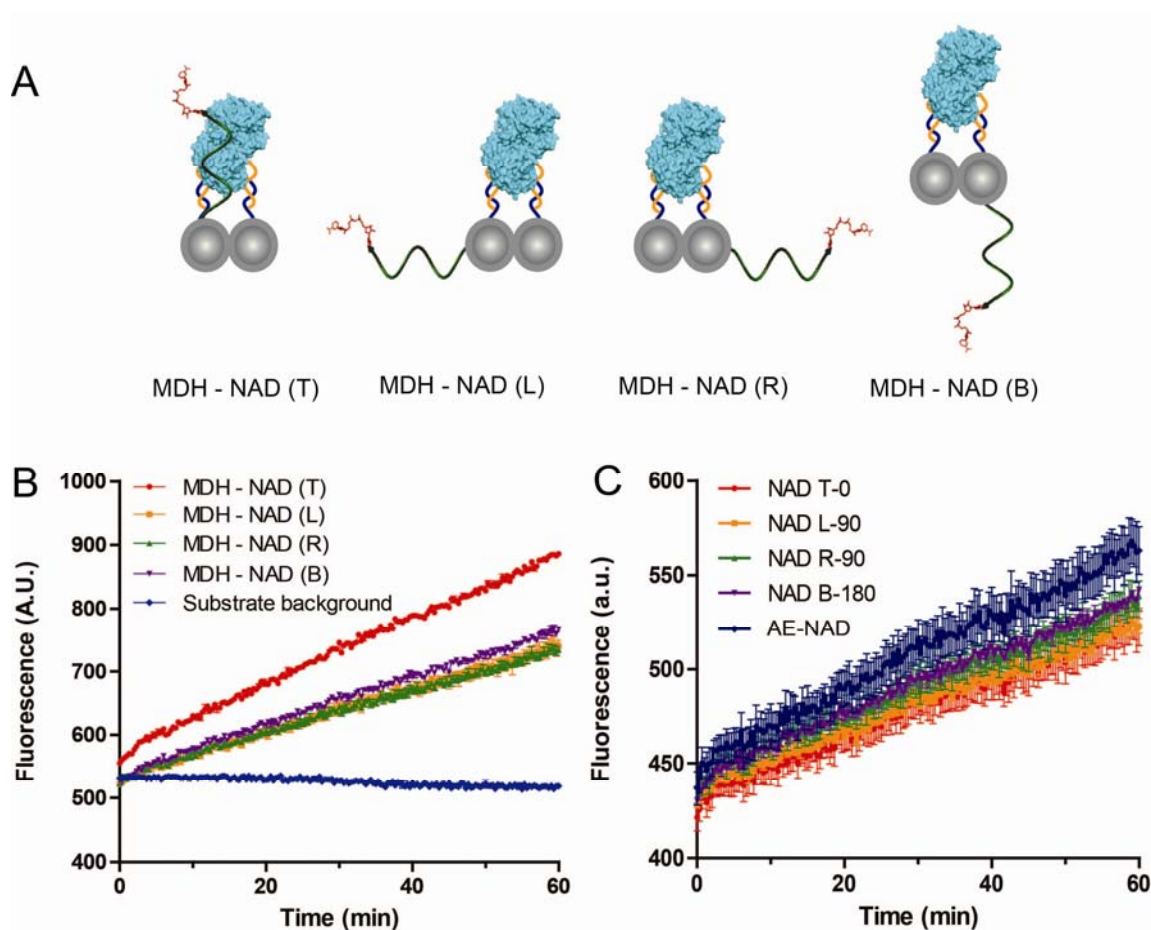 A
MDH - NAD (T)
MDH - NAD (L)
MDH - NAD (R)
MDH - NAD (B)
B
1000
900
800
700
600
500
400
Fluorescence (A.U.)
MDH - NAD (T)
MDH - NAD (L)
MDH - NAD (R)
MDH - NAD (B)
Substrate background
0
20
40
60
Time (min)
C
600
550
500
450
400
Fluorescence (a.u.)
NAD T-0
NAD L-90
NAD R-90
NAD B-180
AE-NAD
0
20
40
60
Time (min)